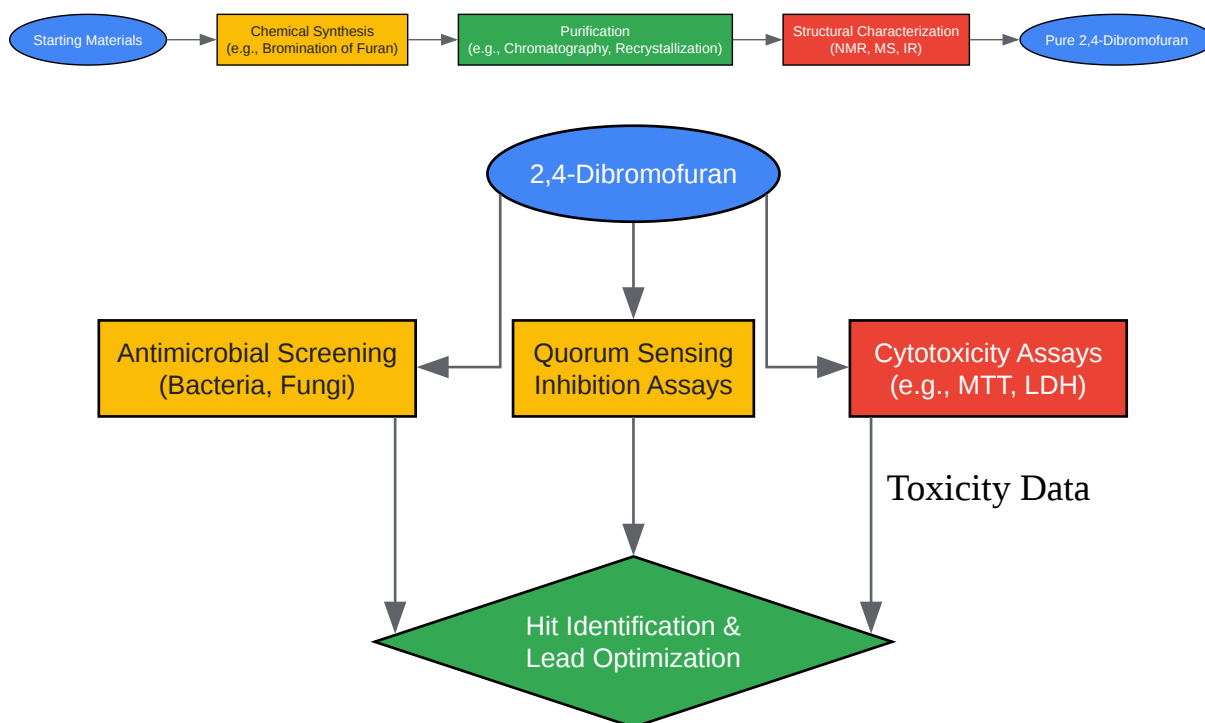 Starting Materials
Chemical Synthesis
(e.g., Bromination of Furan)
Purification
(e.g., Chromatography, Recrystallization)
Structural Characterization
(NMR, MS, IR)
Pure 2,4-Dibromofuran
2,4-Dibromofuran
Antimicrobial Screening
(Bacteria, Fungi)
Quorum Sensing
Inhibition Assays
Cytotoxicity Assays
(e.g., MTT, LDH)
Toxicity Data
Hit Identification &
Lead Optimization